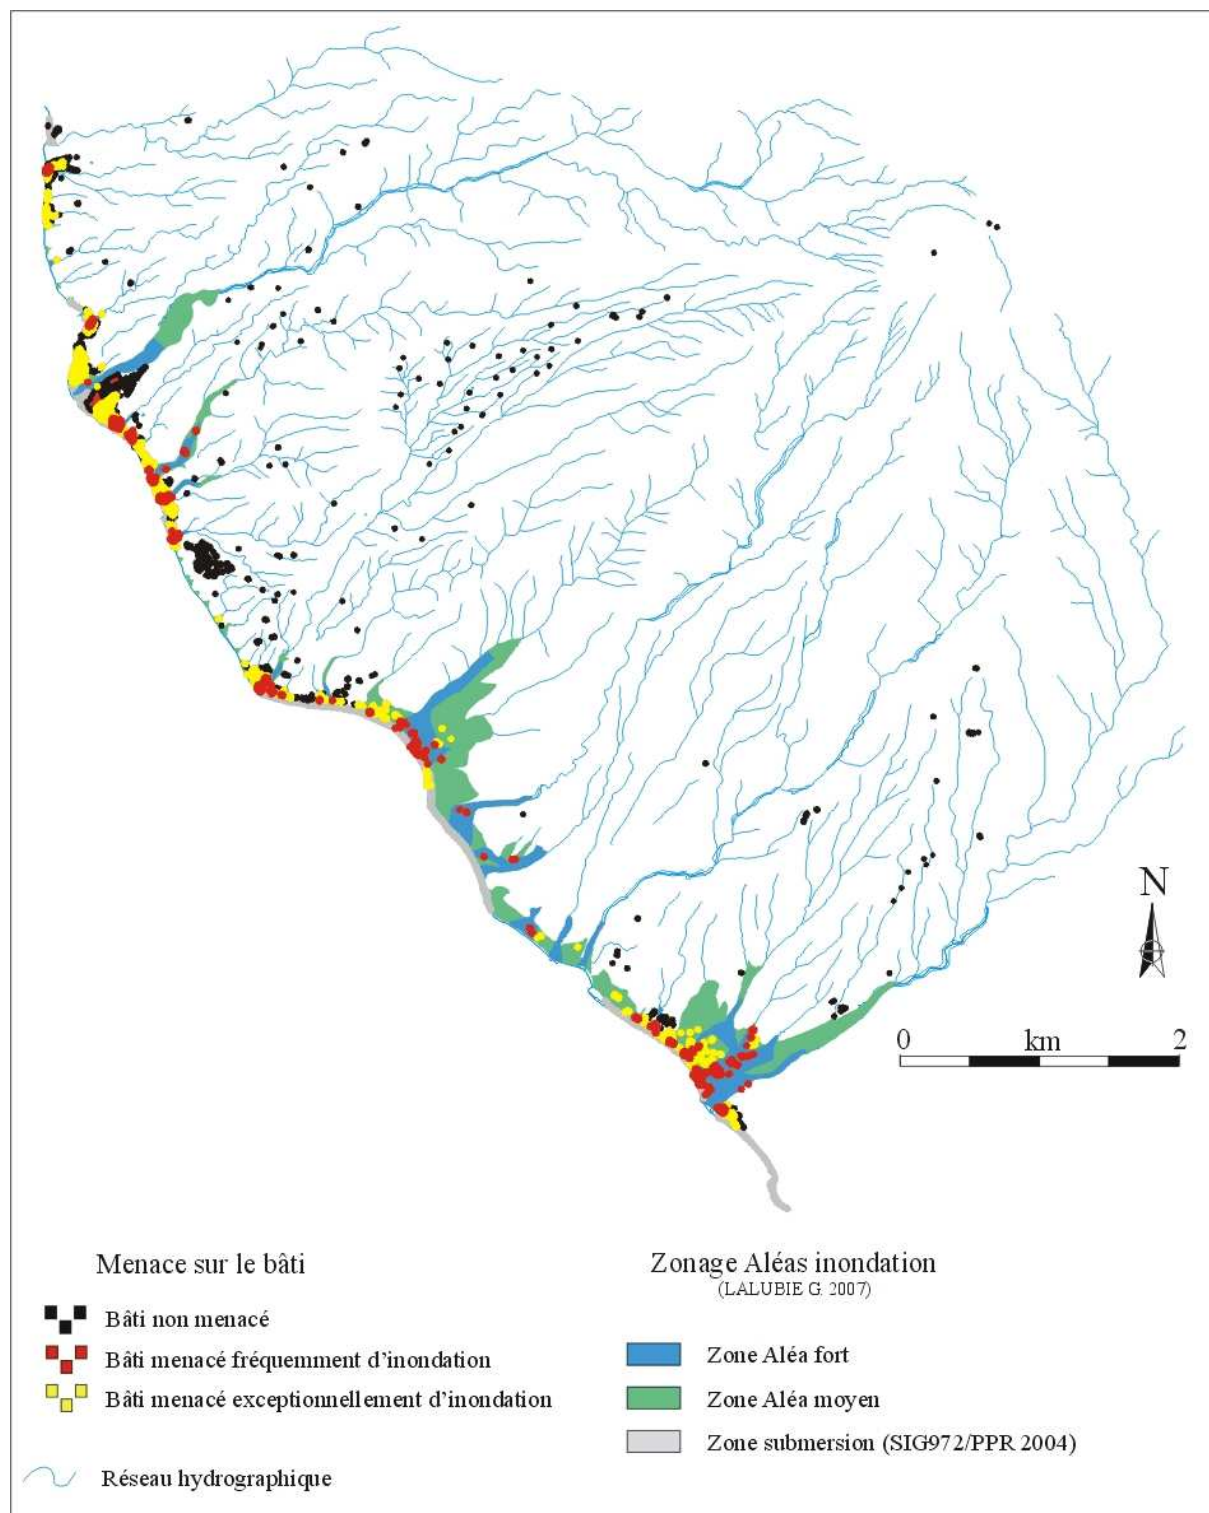 N
0 km 2
Menace sur le bâti
Bâti non menacé
Bâti menacé fréquemment d'inondation
Bâti menacé exceptionnellement d'inondation
Réseau hydrographique
Zonage Aléas inondation
(LALUBIE G. 2007)
Zone Aléa fort
Zone Aléa moyen
Zone submersion (SIG972/PPR 2004)